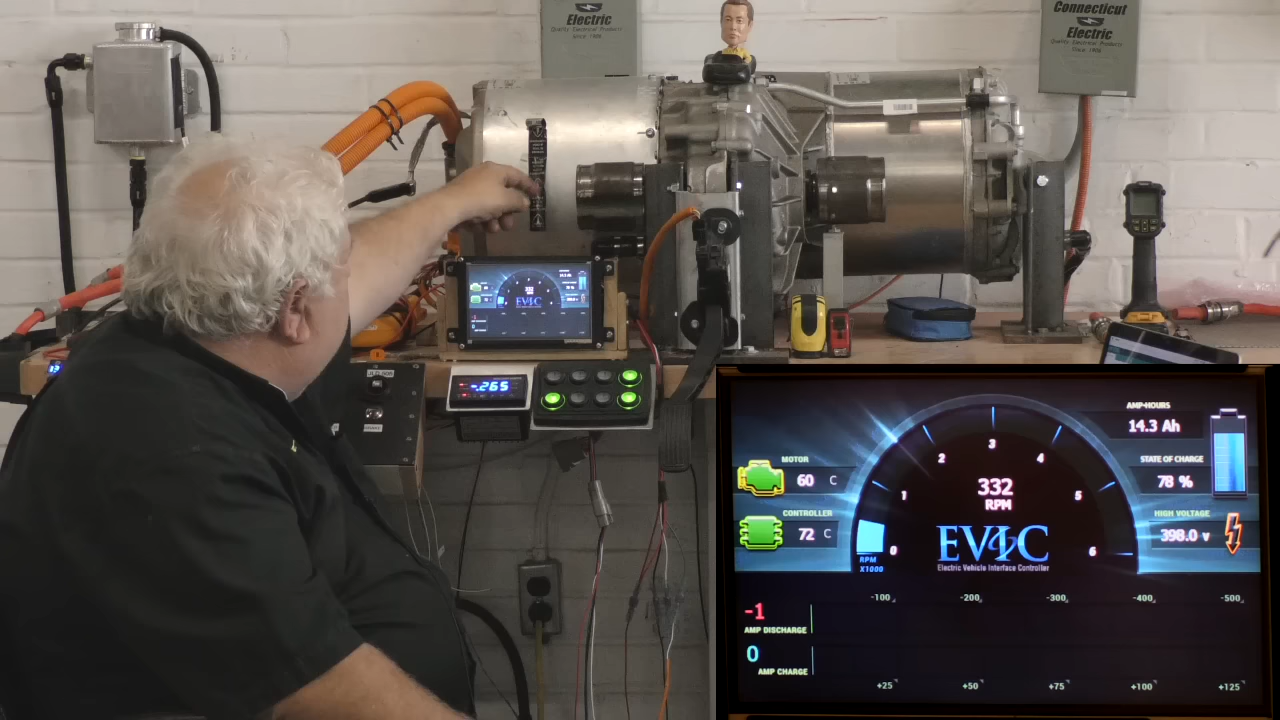 Electric
Quality Electrical Products
Since 1906
Connecticut
Electric
Quality Electrical Products
Since 1906
332
RPM
EVIC
-.265
MOTOR
60 C
CONTROLLER
72 C
0
1
2
3
4
5
6
332
RPM
RPM
X1000
EVIC
Electric Vehicle Interface Controller
AMP-HOURS
14.3 Ah
STATE OF CHARGE
78 %
HIGH VOLTAGE
398.0 v
-100
-200
-300
-400
-500
-1
AMP DISCHARGE
0
AMP CHARGE
+25
+50
+75
+100
+125